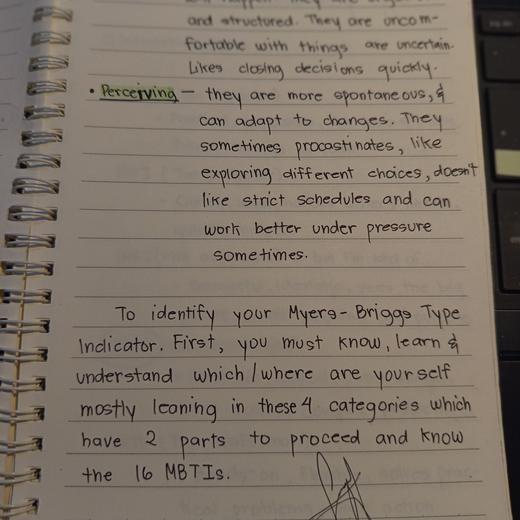 and structured. They are uncom-
fortable with things are uncertain.
Likes closing decisions quickly.
• Perceiving — they are more spontaneous, &
can adapt to changes. They
sometimes procastinates, like
exploring different choices, doesn't
like strict schedules and can
work better under pressure
sometimes.
To identify your Myers-Briggs Type
Indicator. First, you must know, learn &
understand which/where are yourself
mostly leaning in these 4 categories which
have 2 parts to proceed and know
the 16 MBTIs.